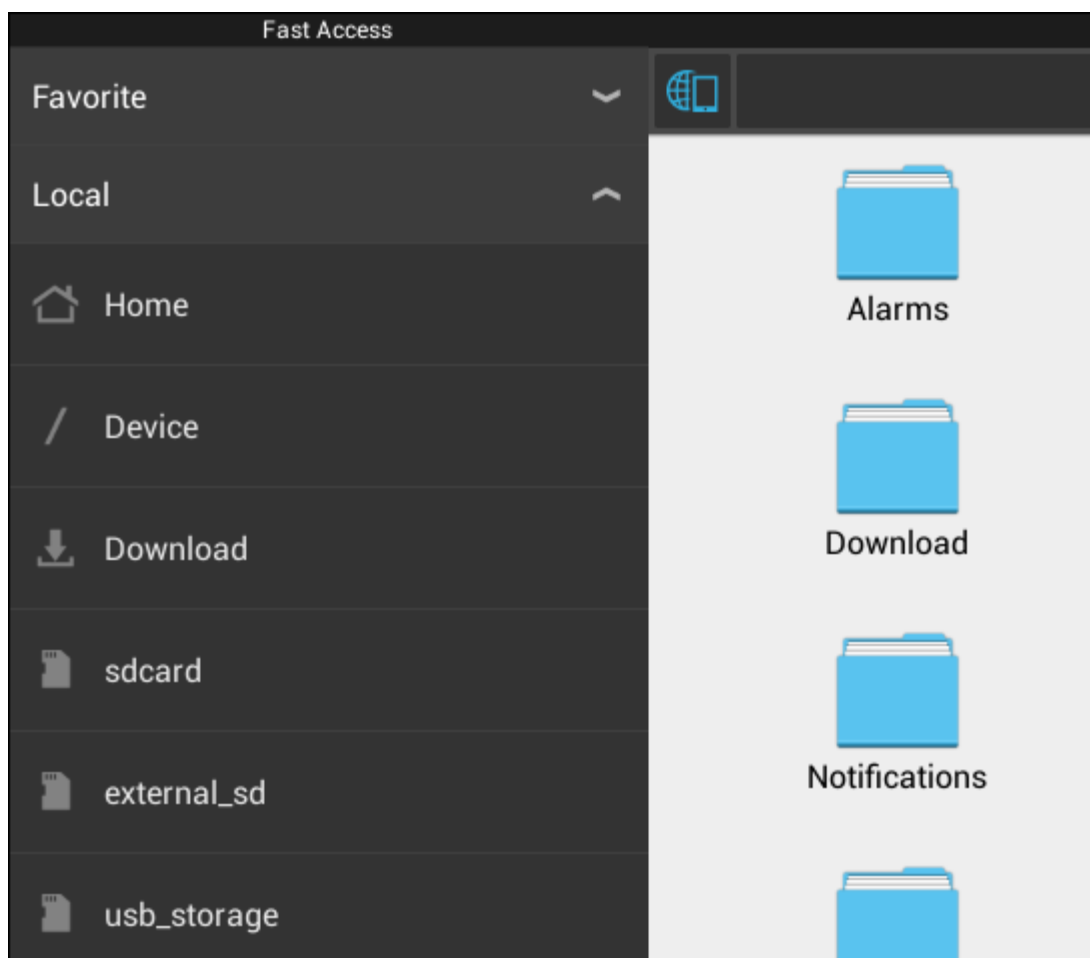 Fast Access
Favorite
Local
Home
Device
Download
sdcard
external_sd
usb_storage
Alarms
Download
Notifications